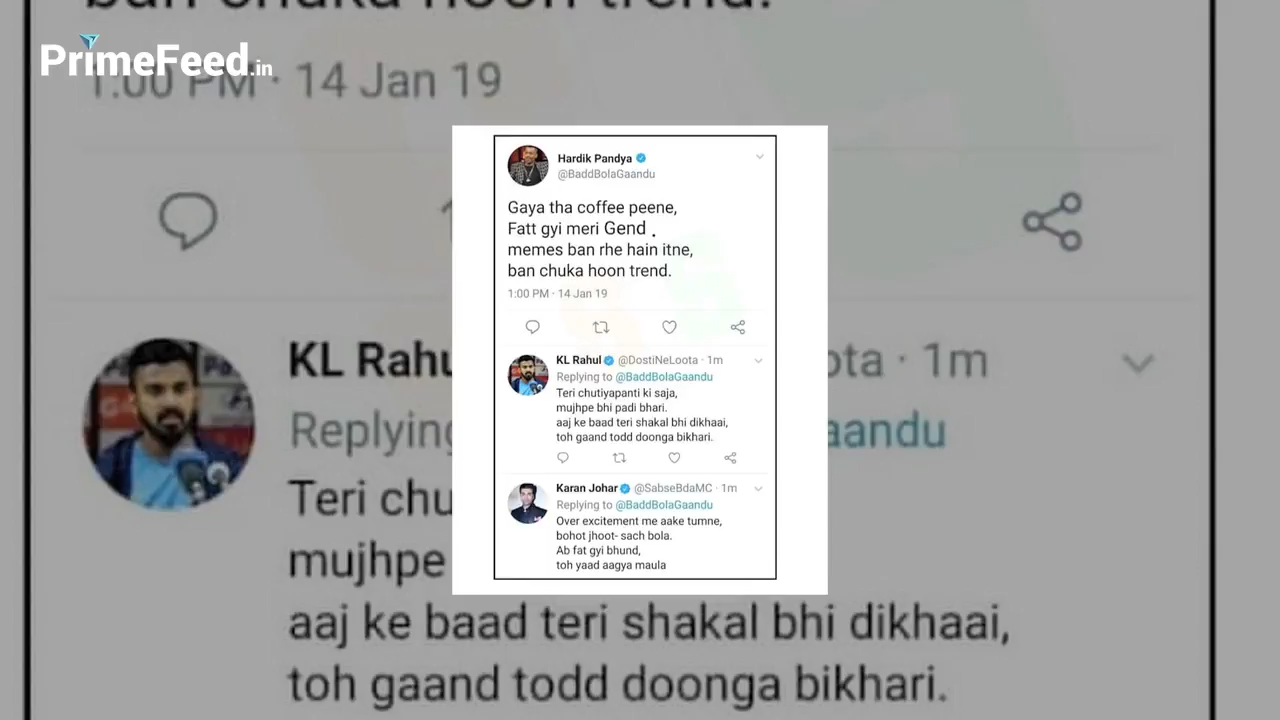 ban chuka hoon trend.
PrimeFeed.in
1:00 PM · 14 Jan 19
KL Rahu
ota · 1m
Replying
aandu
Teri chu
mujhpe
aaj ke baad teri shakal bhi dikhaai,
toh gaand todd doonga bikhari.
Hardik Pandya
@BaddBolaGaandu
Gaya tha coffee peene,
Fatt gyi meri Gend .
memes ban rhe hain itne,
ban chuka hoon trend.
1:00 PM · 14 Jan 19
KL Rahul @DostiNeLoota · 1m
Replying to @BaddBolaGaandu
Teri chutiyapanti ki saja,
mujhpe bhi padi bhari.
aaj ke baad teri shakal bhi dikhaai,
toh gaand todd doonga bikhari.
Karan Johar @SabseBdaMC · 1m
Replying to @BaddBolaGaandu
Over excitement me aake tumne,
bohot jhoot- sach bola.
Ab fat gyi bhund,
toh yaad aagya maula